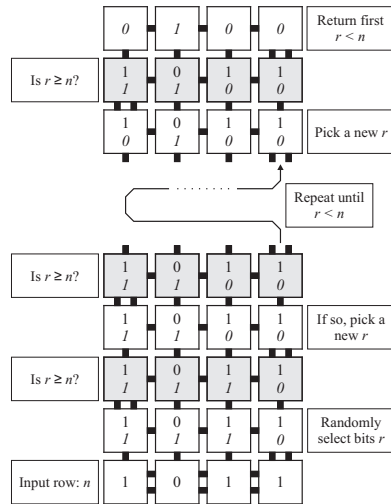 0 1 0 0
Return first
r < n
Is r ≥ n?
1 0 1 1
1 1 0 0
1 0 1 1
0 1 0 0
Pick a new r
Repeat until
r < n
Is r ≥ n?
1 0 1 1
1 1 0 0
1 0 1 1
1 1 0 0
If so, pick a
new r
Is r ≥ n?
1 0 1 1
1 1 1 0
1 0 1 1
1 1 1 0
Randomly
select bits r
Input row: n
1 0 1 1